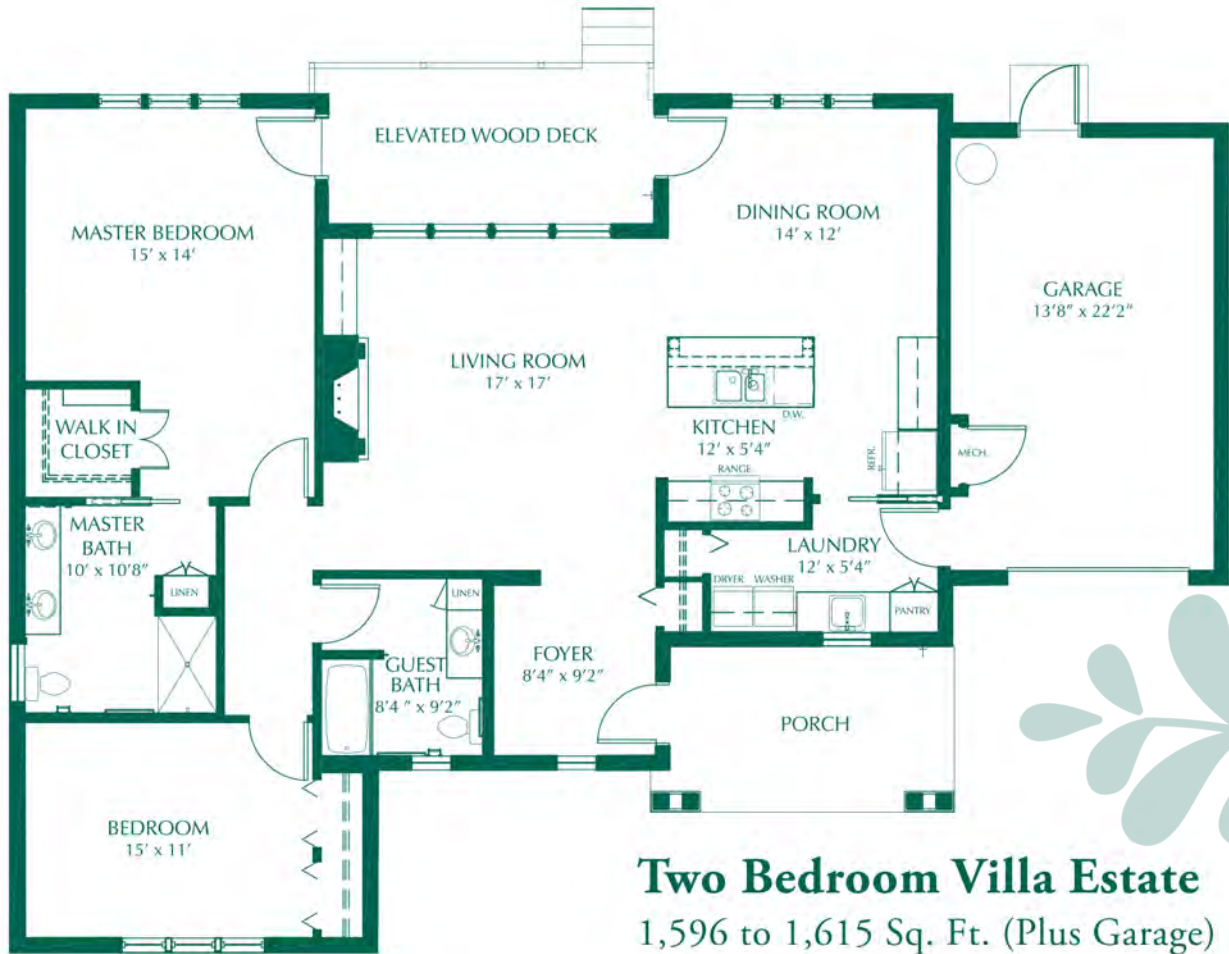 ELEVATED WOOD DECK
MASTER BEDROOM
15' x 14'
DINING ROOM
14' x 12'
GARAGE
13'8" x 22'2"
LIVING ROOM
17' x 17'
WALK IN
CLOSET
D.W.
KITCHEN
12' x 5'4"
RANGE
REFR.
MECH.
MASTER
BATH
10' x 10'8"
LINEN
LAUNDRY
12' x 5'4"
DRYER
WASHER
PANTRY
LINEN
GUEST
BATH
8'4 " x 9'2"
FOYER
8'4" x 9'2"
PORCH
BEDROOM
15' x 11'
Two Bedroom Villa Estate
1,596 to 1,615 Sq. Ft. (Plus Garage)